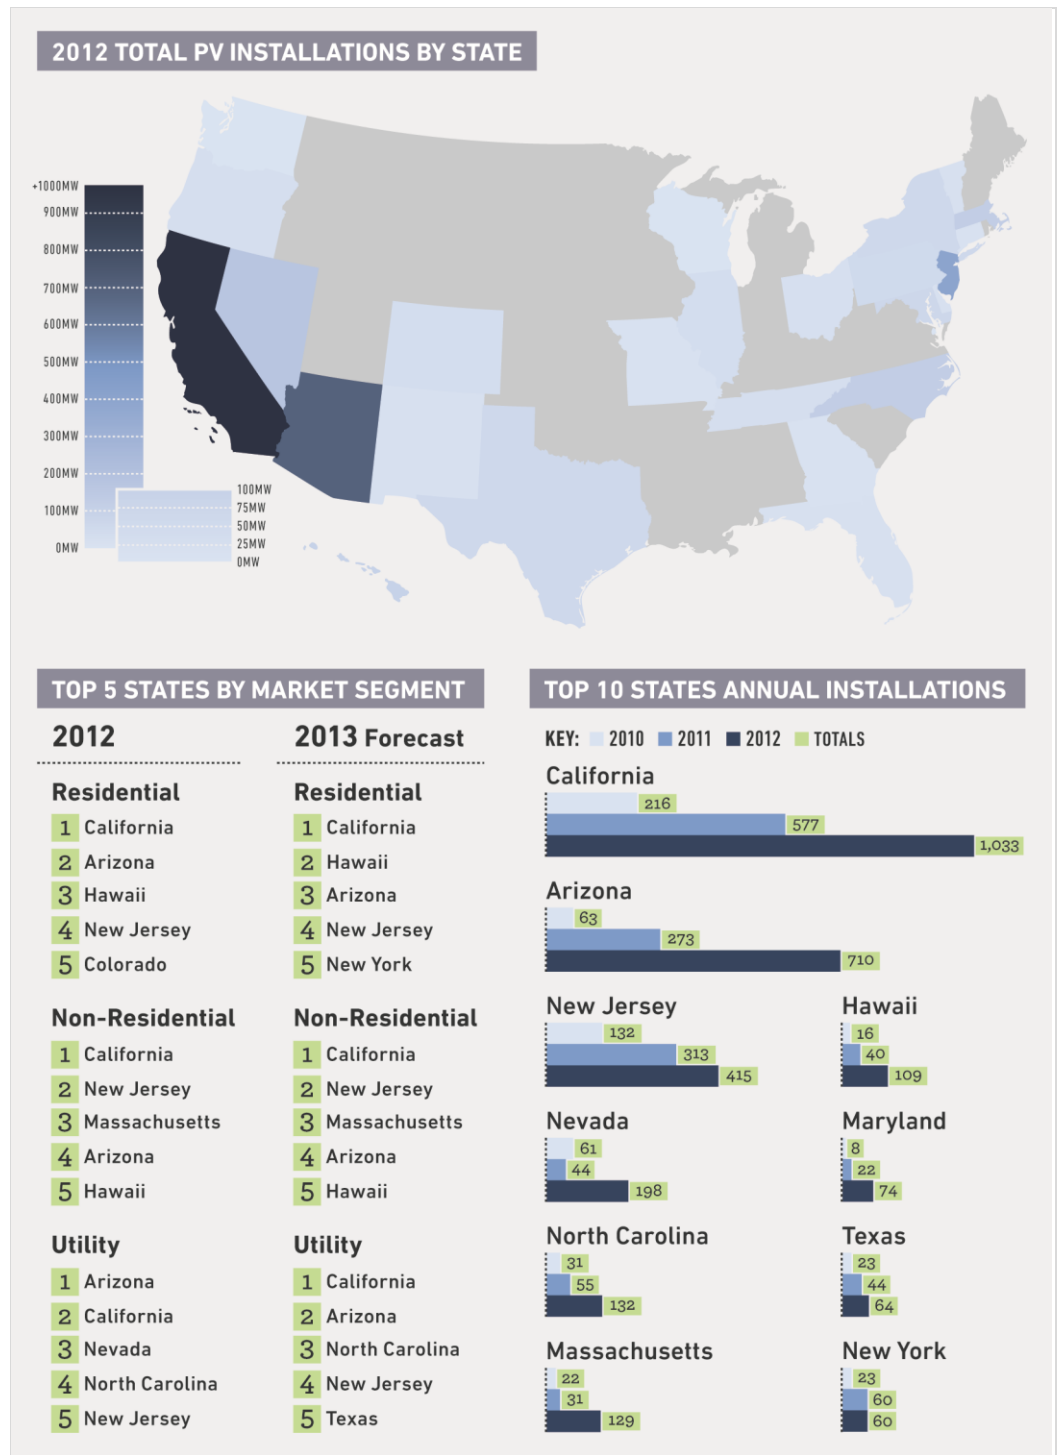 2012 TOTAL PV INSTALLATIONS BY STATE
+1000MW
900MW
800MW
700MW
600MW
500MW
400MW
300MW
200MW
100MW
0MW
100MW
75MW
50MW
25MW
0MW
TOP 5 STATES BY MARKET SEGMENT
2012
Residential
1 California
2 Arizona
3 Hawaii
4 New Jersey
5 Colorado
Non-Residential
1 California
2 New Jersey
3 Massachusetts
4 Arizona
5 Hawaii
Utility
1 Arizona
2 California
3 Nevada
4 North Carolina
5 New Jersey
2013 Forecast
Residential
1 California
2 Hawaii
3 Arizona
4 New Jersey
5 New York
Non-Residential
1 California
2 New Jersey
3 Massachusetts
4 Arizona
5 Hawaii
Utility
1 California
2 Arizona
3 North Carolina
4 New Jersey
5 Texas
TOP 10 STATES ANNUAL INSTALLATIONS
KEY: 2010 2011 2012 TOTALS
California
216
577
1,033
Arizona
63
273
710
New Jersey
132
313
415
Nevada
61
44
198
North Carolina
31
55
132
Massachusetts
22
31
129
Hawaii
16
40
109
Maryland
8
22
74
Texas
23
44
64
New York
23
60
60